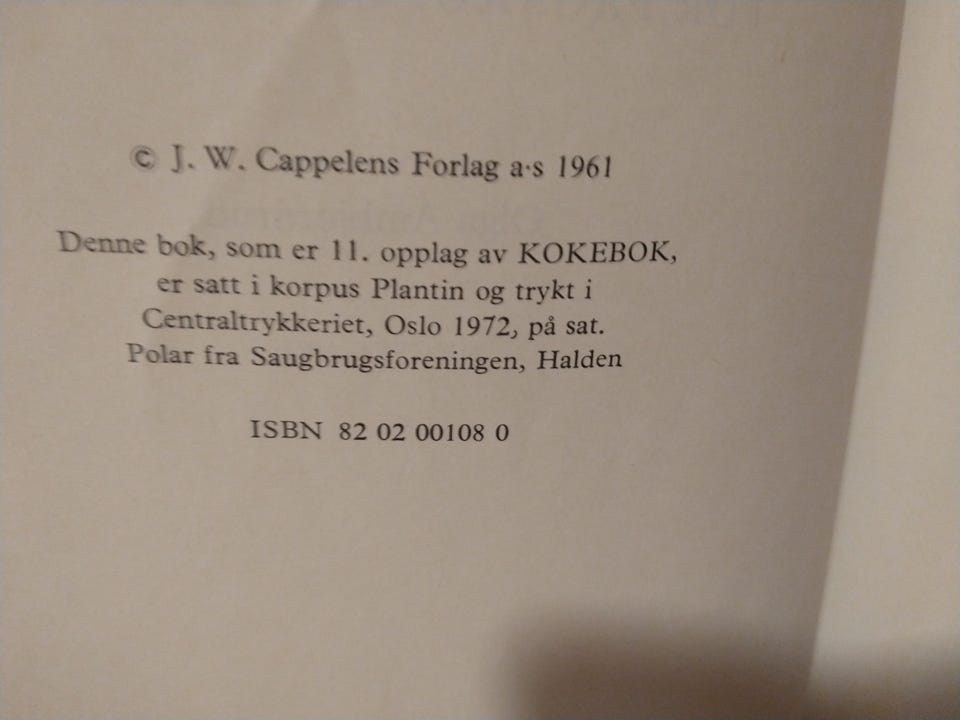 © J. W. Cappelens Forlag a·s 1961
Denne bok, som er 11. opplag av KOKEBOK,
er satt i korpus Plantin og trykt i
Centraltrykkeriet, Oslo 1972, på sat.
Polar fra Saugbrugsforeningen, Halden
ISBN 82 02 00108 0